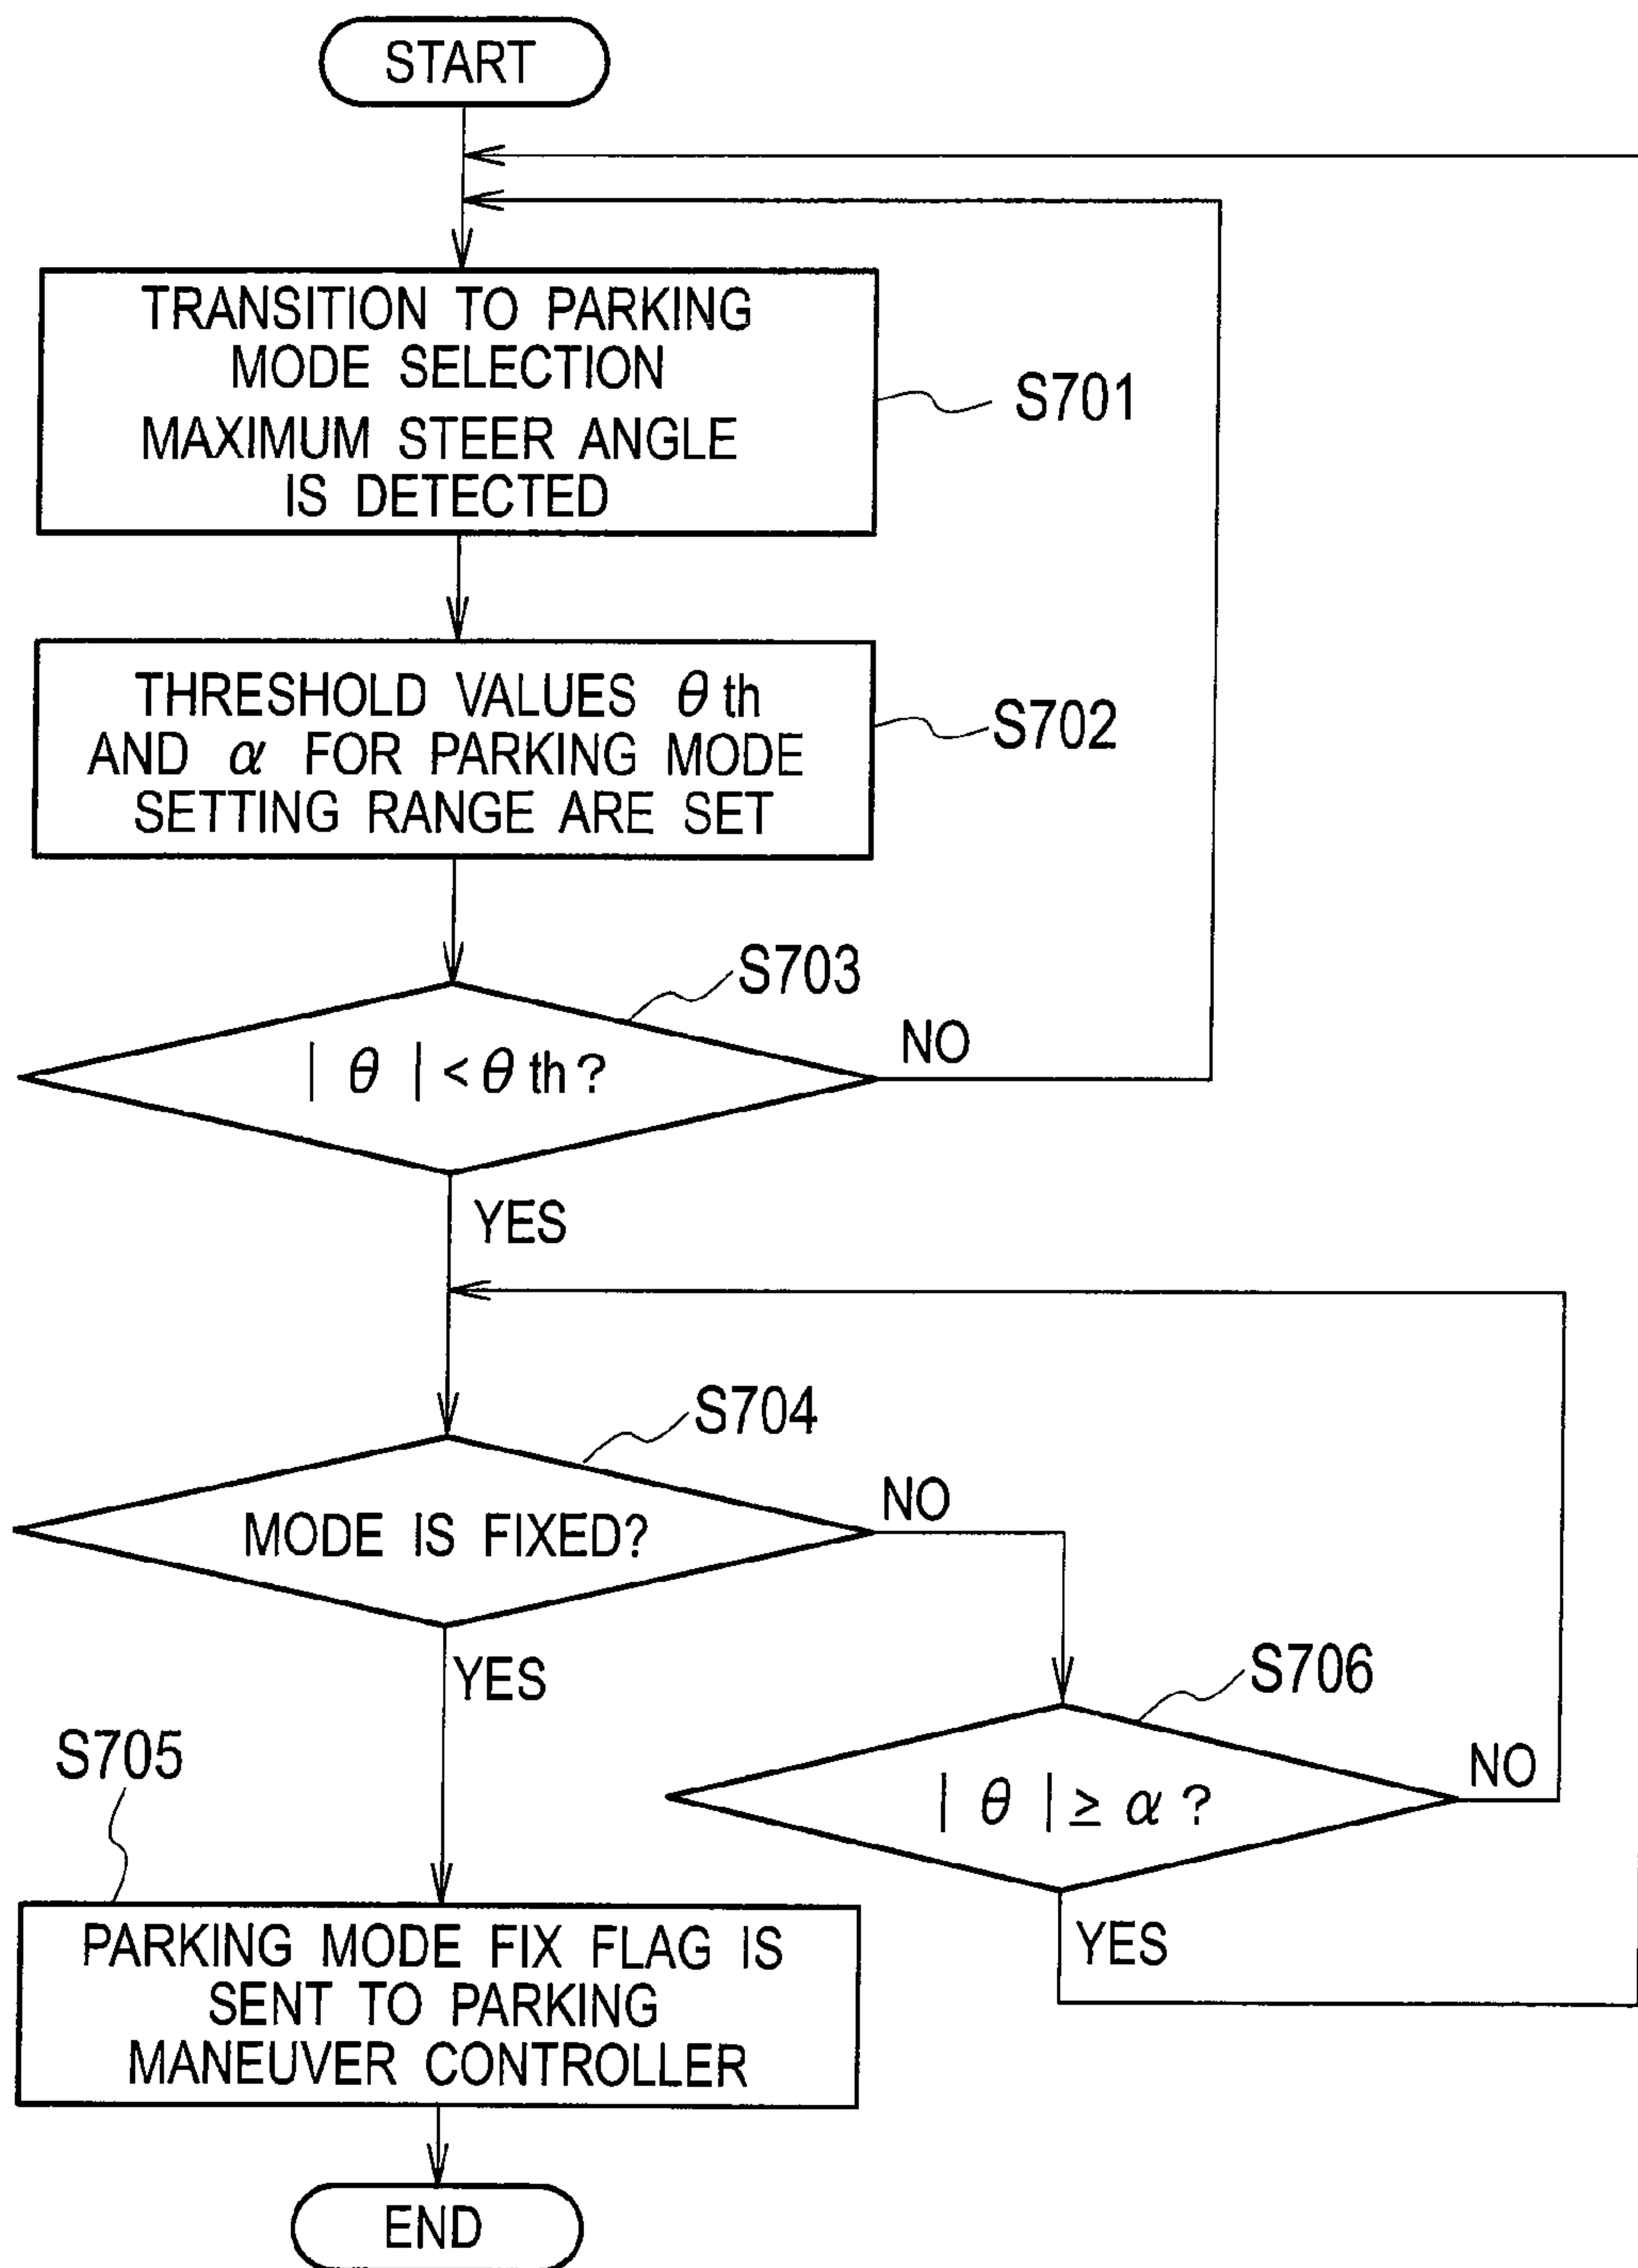 START
TRANSITION TO PARKING
MODE SELECTION
MAXIMUM STEER ANGLE
IS DETECTED
S701
THRESHOLD VALUES θ th
AND α FOR PARKING MODE
SETTING RANGE ARE SET
S702
S703
| θ | < θ th ?
NO
YES
S704
MODE IS FIXED?
NO
YES
S706
| θ | ≥ α ?
NO
YES
S705
PARKING MODE FIX FLAG IS
SENT TO PARKING
MANEUVER CONTROLLER
END